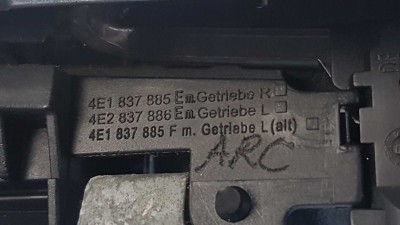 4E1 837 885 E m.Getriebe R
4E2 837 886 E m.Getriebe L
4E1 837 885 F m. Getriebe L(alt)
ARC